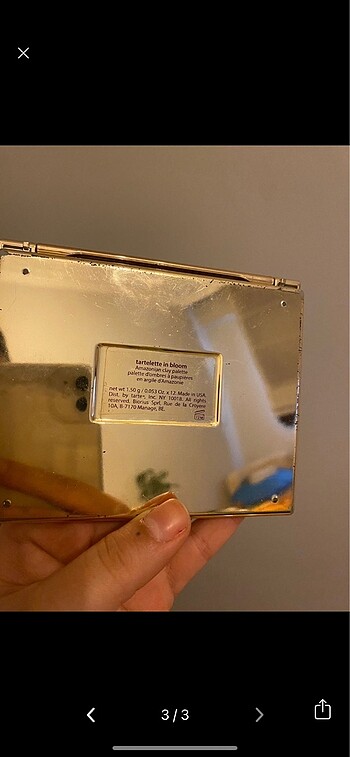 tartelette in bloom
Amazonian clay palette
palette d'ombres à paupières
en argile d'Amazonie
net wt 1.50 g / 0.053 Oz. x 12. Made in USA.
Dist. by tarte®, Inc. NY 10018. All rights
reserved. Biorius Sprl. Rue de la Croyere
10A, B-7170 Manage, BE.
3 / 3